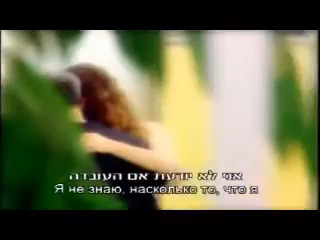 אני לא יודעת אם העובדה
Я не знаю, насколько то, что я